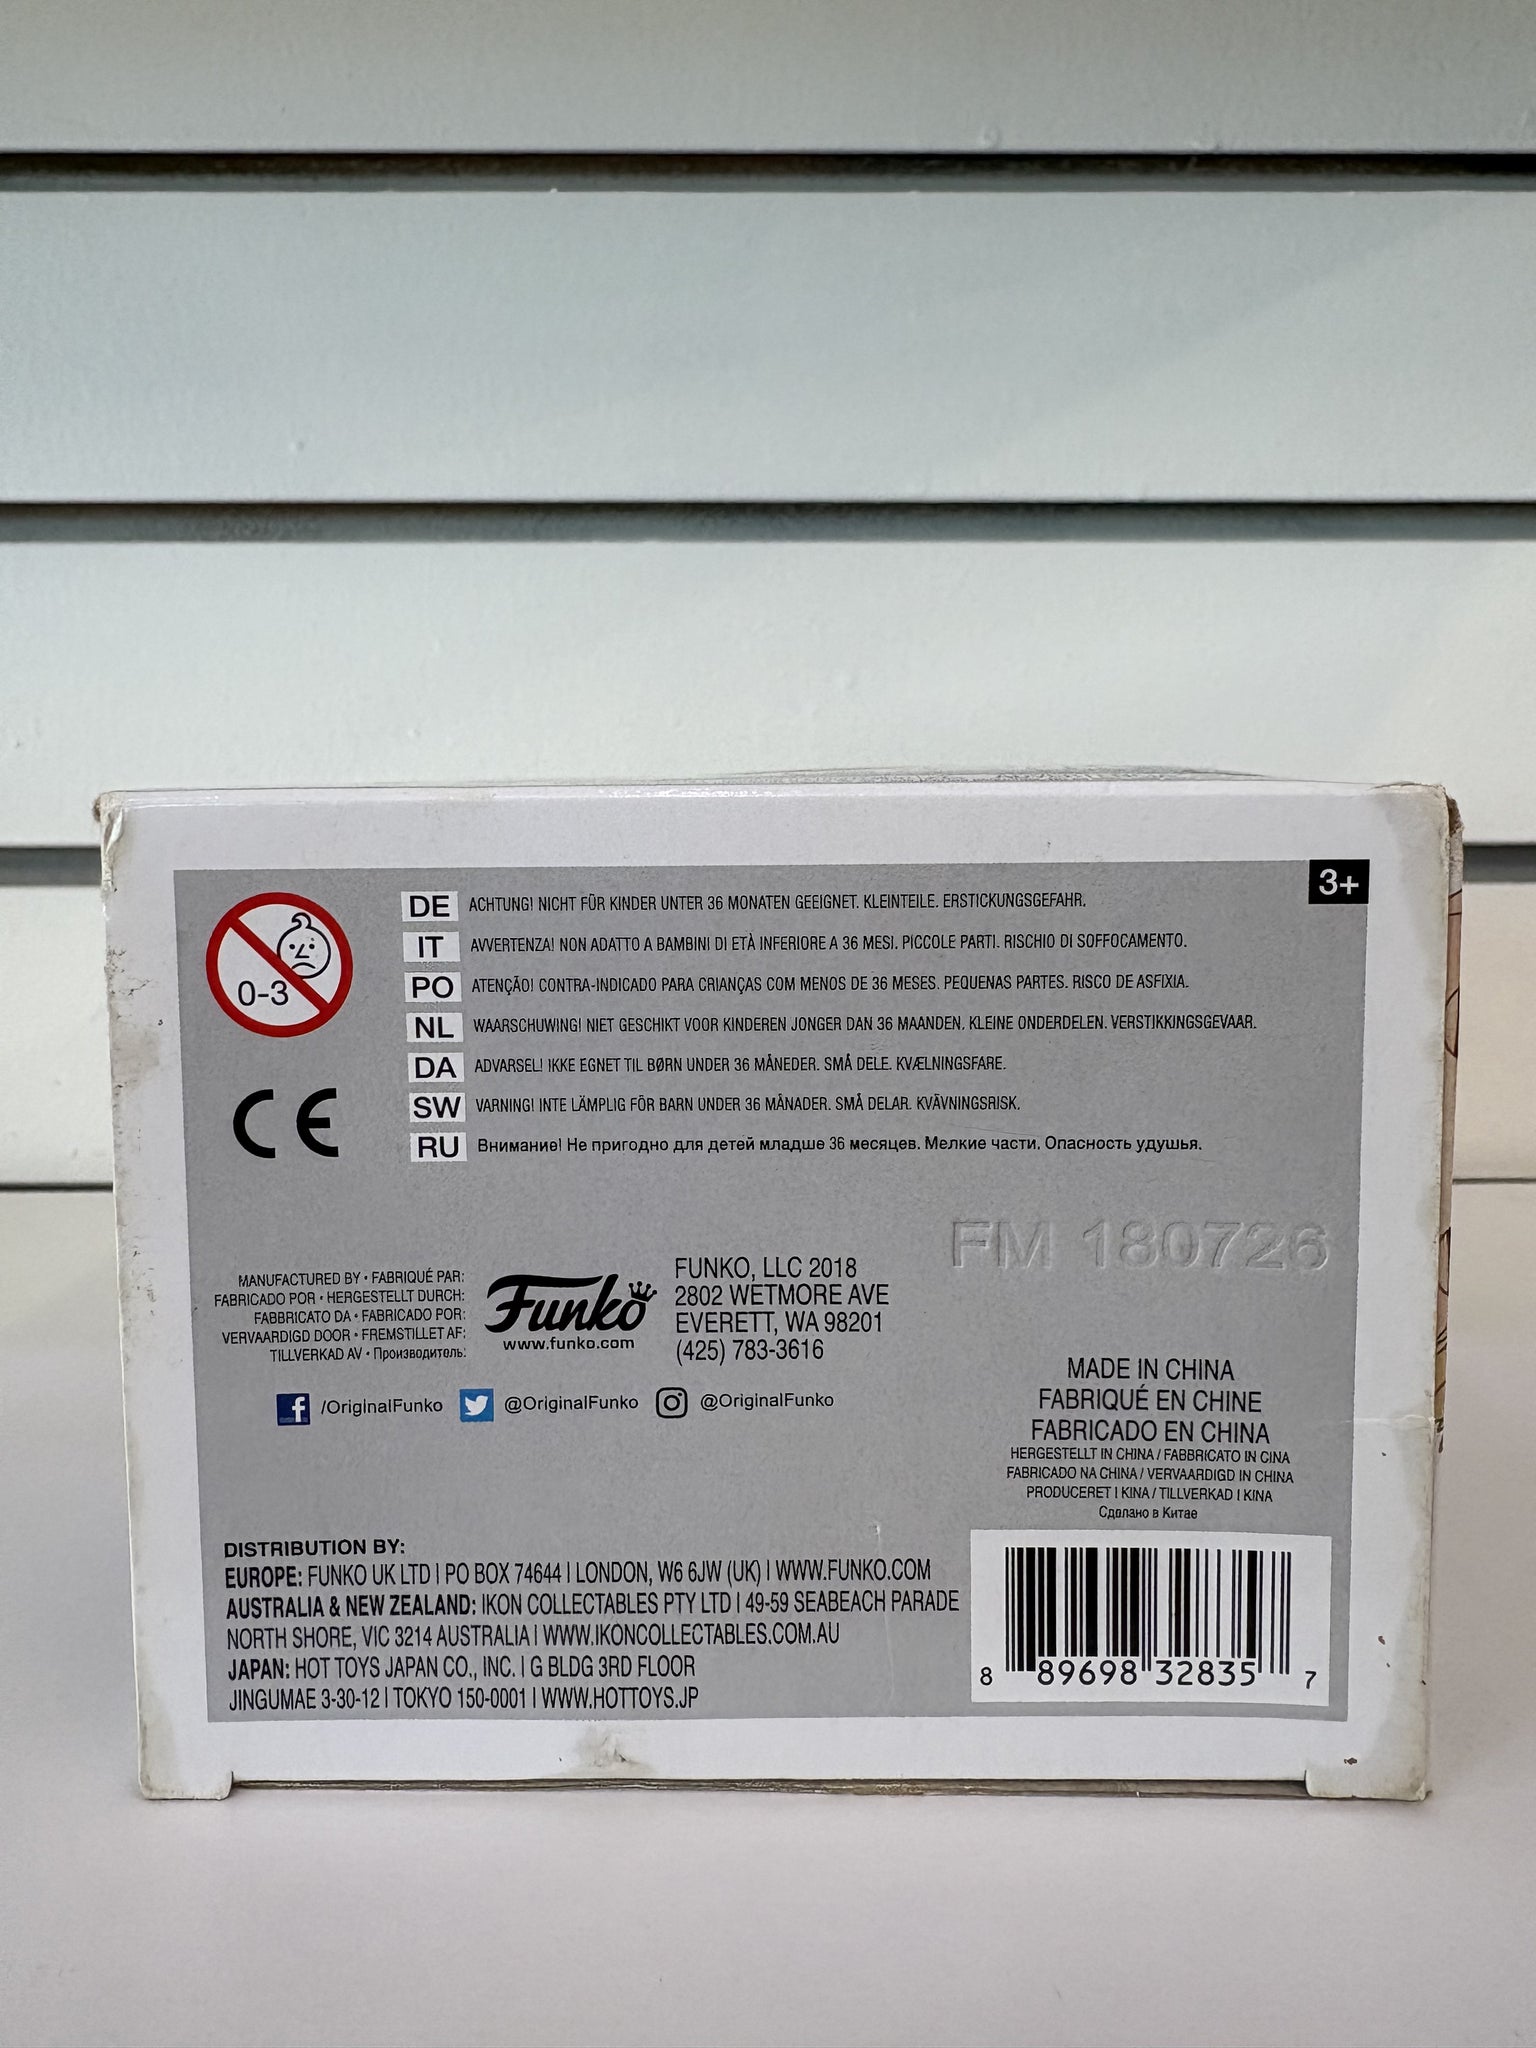 3+
0-3
DE ACHTUNG! NICHT FÜR KINDER UNTER 36 MONATEN GEEIGNET. KLEINTEILE. ERSTICKUNGSGEFAHR.
IT AVVERTENZA! NON ADATTO A BAMBINI DI ETÀ INFERIORE A 36 MESI. PICCOLE PARTI. RISCHIO DI SOFFOCAMENTO.
PO ATENÇÃO! CONTRA-INDICADO PARA CRIANÇAS COM MENOS DE 36 MESES. PEQUENAS PARTES. RISCO DE ASFIXIA.
NL WAARSCHUWING! NIET GESCHIKT VOOR KINDEREN JONGER DAN 36 MAANDEN. KLEINE ONDERDELEN. VERSTIKKINGSGEVAAR.
DA ADVARSEL! IKKE EGNET TIL BØRN UNDER 36 MÅNEDER. SMÅ DELE. KVÆLNINGSFARE.
SW VARNING! INTE LÄMPLIG FÖR BARN UNDER 36 MÅNADER. SMÅ DELAR. KVÄVNINGSRISK.
RU Внимание! Не пригодно для детей младше 36 месяцев. Мелкие части. Опасность удушья.
CE
FM 180726
MANUFACTURED BY • FABRIQUÉ PAR:
FABRICADO POR • HERGESTELLT DURCH:
FABBRICATO DA • FABRICADO POR:
VERVAARDIGD DOOR • FREMSTILLET AF:
TILLVERKAD AV • Производитель:
Funko
www.funko.com
FUNKO, LLC 2018
2802 WETMORE AVE
EVERETT, WA 98201
(425) 783-3616
/OriginalFunko @OriginalFunko @OriginalFunko
MADE IN CHINA
FABRIQUÉ EN CHINE
FABRICADO EN CHINA
HERGESTELLT IN CHINA / FABBRICATO IN CINA
FABRICADO NA CHINA / VERVAARDIGD IN CHINA
PRODUCERET I KINA / TILLVERKAD I KINA
Сделано в Китае
DISTRIBUTION BY:
EUROPE: FUNKO UK LTD | PO BOX 74644 | LONDON, W6 6JW (UK) | WWW.FUNKO.COM
AUSTRALIA & NEW ZEALAND: IKON COLLECTABLES PTY LTD | 49-59 SEABEACH PARADE
NORTH SHORE, VIC 3214 AUSTRALIA | WWW.IKONCOLLECTABLES.COM.AU
JAPAN: HOT TOYS JAPAN CO., INC. | G BLDG 3RD FLOOR
JINGUMAE 3-30-12 | TOKYO 150-0001 | WWW.HOTTOYS.JP
8 89698 32835 7